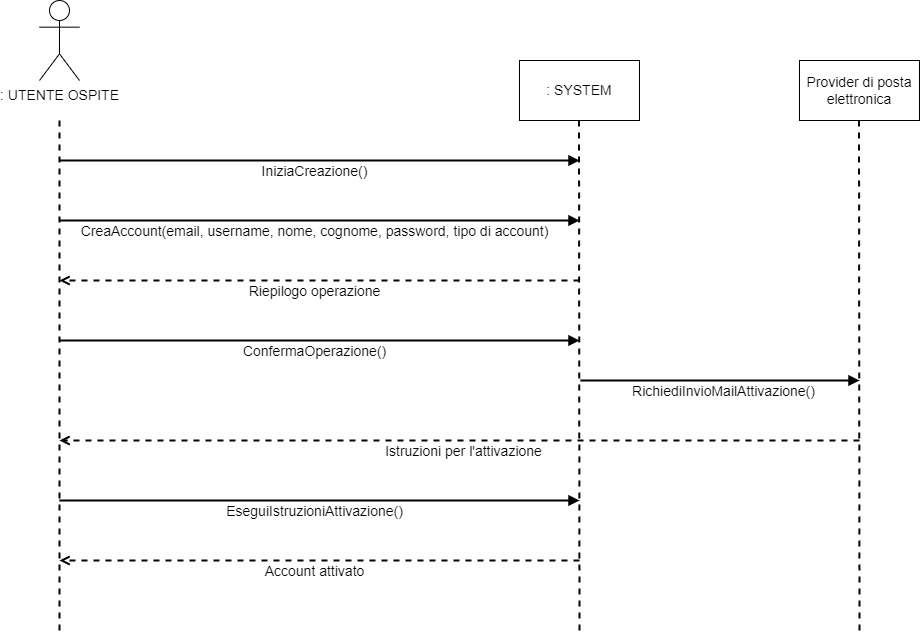 : UTENTE OSPITE
: SYSTEM
Provider di posta
elettronica
IniziaCreazione()
CreaAccount(email, username, nome, cognome, password, tipo di account)
Riepilogo operazione
ConfermaOperazione()
RichiediInvioMailAttivazione()
Istruzioni per l'attivazione
EseguiIstruzioniAttivazione()
Account attivato